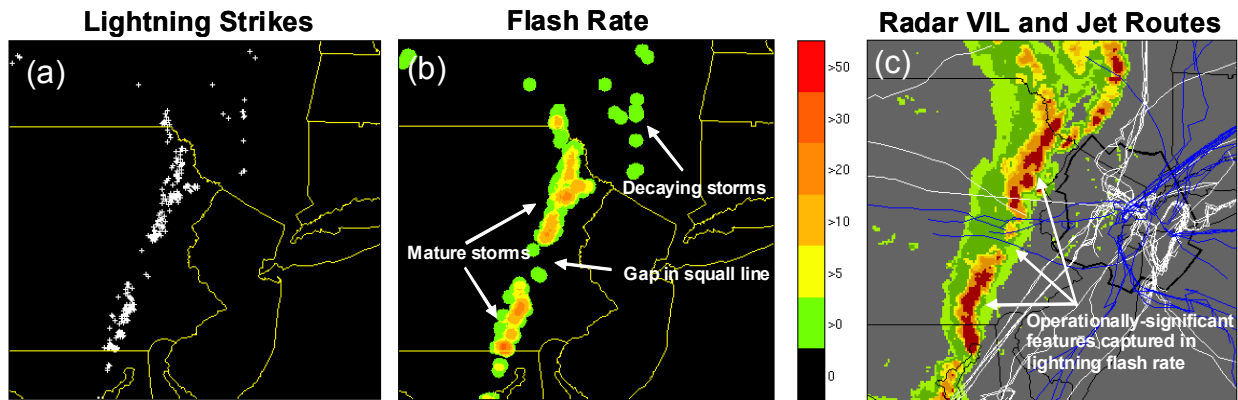 Lightning Strikes
Flash Rate
Radar VIL and Jet Routes
(a)
(b)
Decaying storms
Mature storms
Gap in squall line
>50
>30
>20
>10
>5
>0
0
(c)
Operationally-significant
features captured in
lightning flash rate